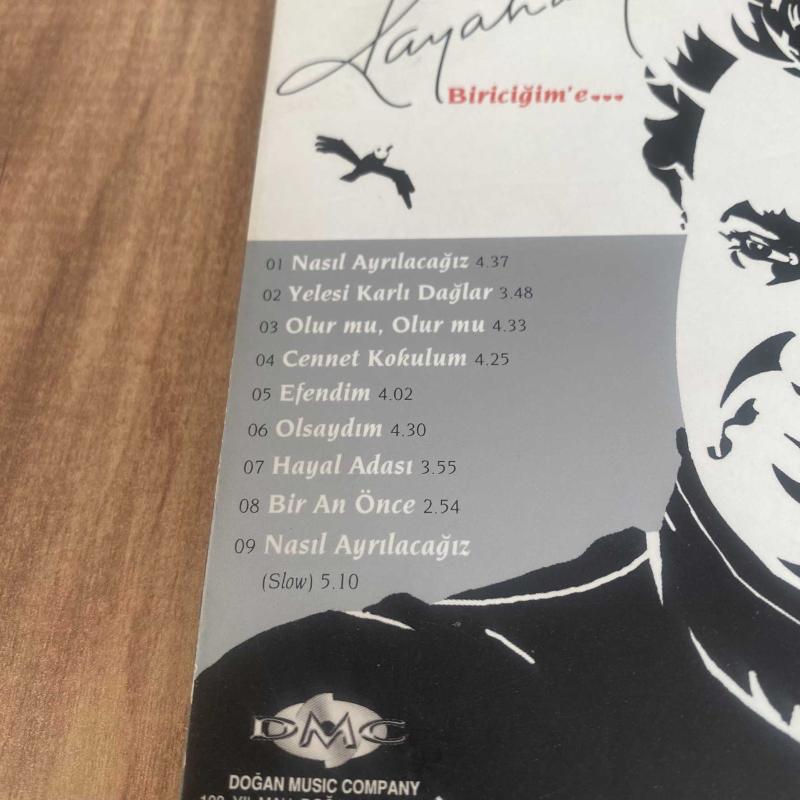 Biriciğim'e...
01 Nasıl Ayrılacağız 4.37
02 Yelesi Karlı Dağlar 3.48
03 Olur mu, Olur mu 4.33
04 Cennet Kokulum 4.25
05 Efendim 4.02
06 Olsaydım 4.30
07 Hayal Adası 3.55
08 Bir An Önce 2.54
09 Nasıl Ayrılacağız
(Slow) 5.10
DMC
DOĞAN MUSIC COMPANY